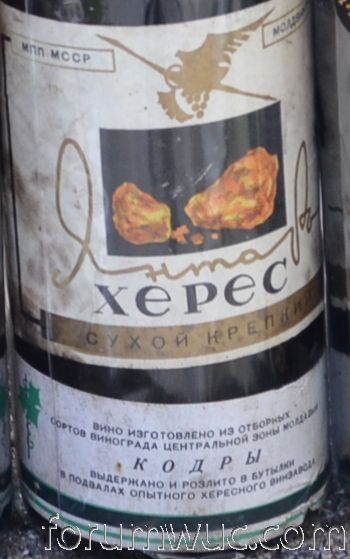 МПП МССР
Янтарь
ХЕРЕС
СУХОЙ КРЕПКИЙ
ВИНО ИЗГОТОВЛЕНО ИЗ ОТБОРНЫХ
СОРТОВ ВИНОГРАДА ЦЕНТРАЛЬНОЙ ЗОНЫ МОЛДАВИИ
КОДРЫ
ВЫДЕРЖАНО И РОЗЛИТО В БУТЫЛКИ
В ПОДВАЛАХ ОПЫТНОГО ХЕРЕСНОГО ВИНЗАВОДА
forumwuc.com